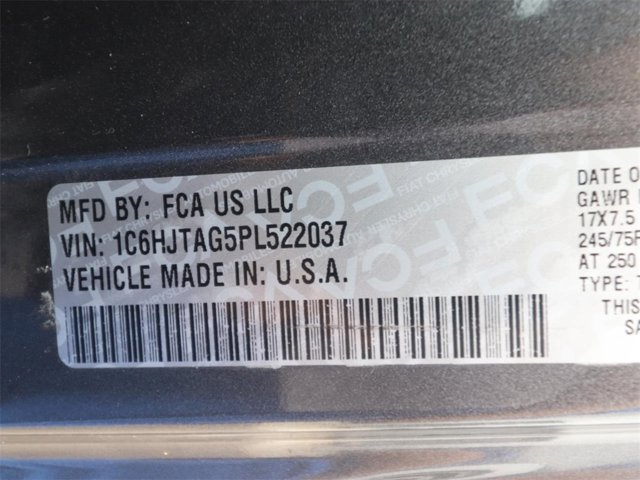 MFD BY: FCA US LLC
VIN: 1C6HJTAG5PL522037
VEHICLE MADE IN: U.S.A.
DATE O
GAWR
17X7.5
245/75R
AT 250
TYPE: T
THIS
SA